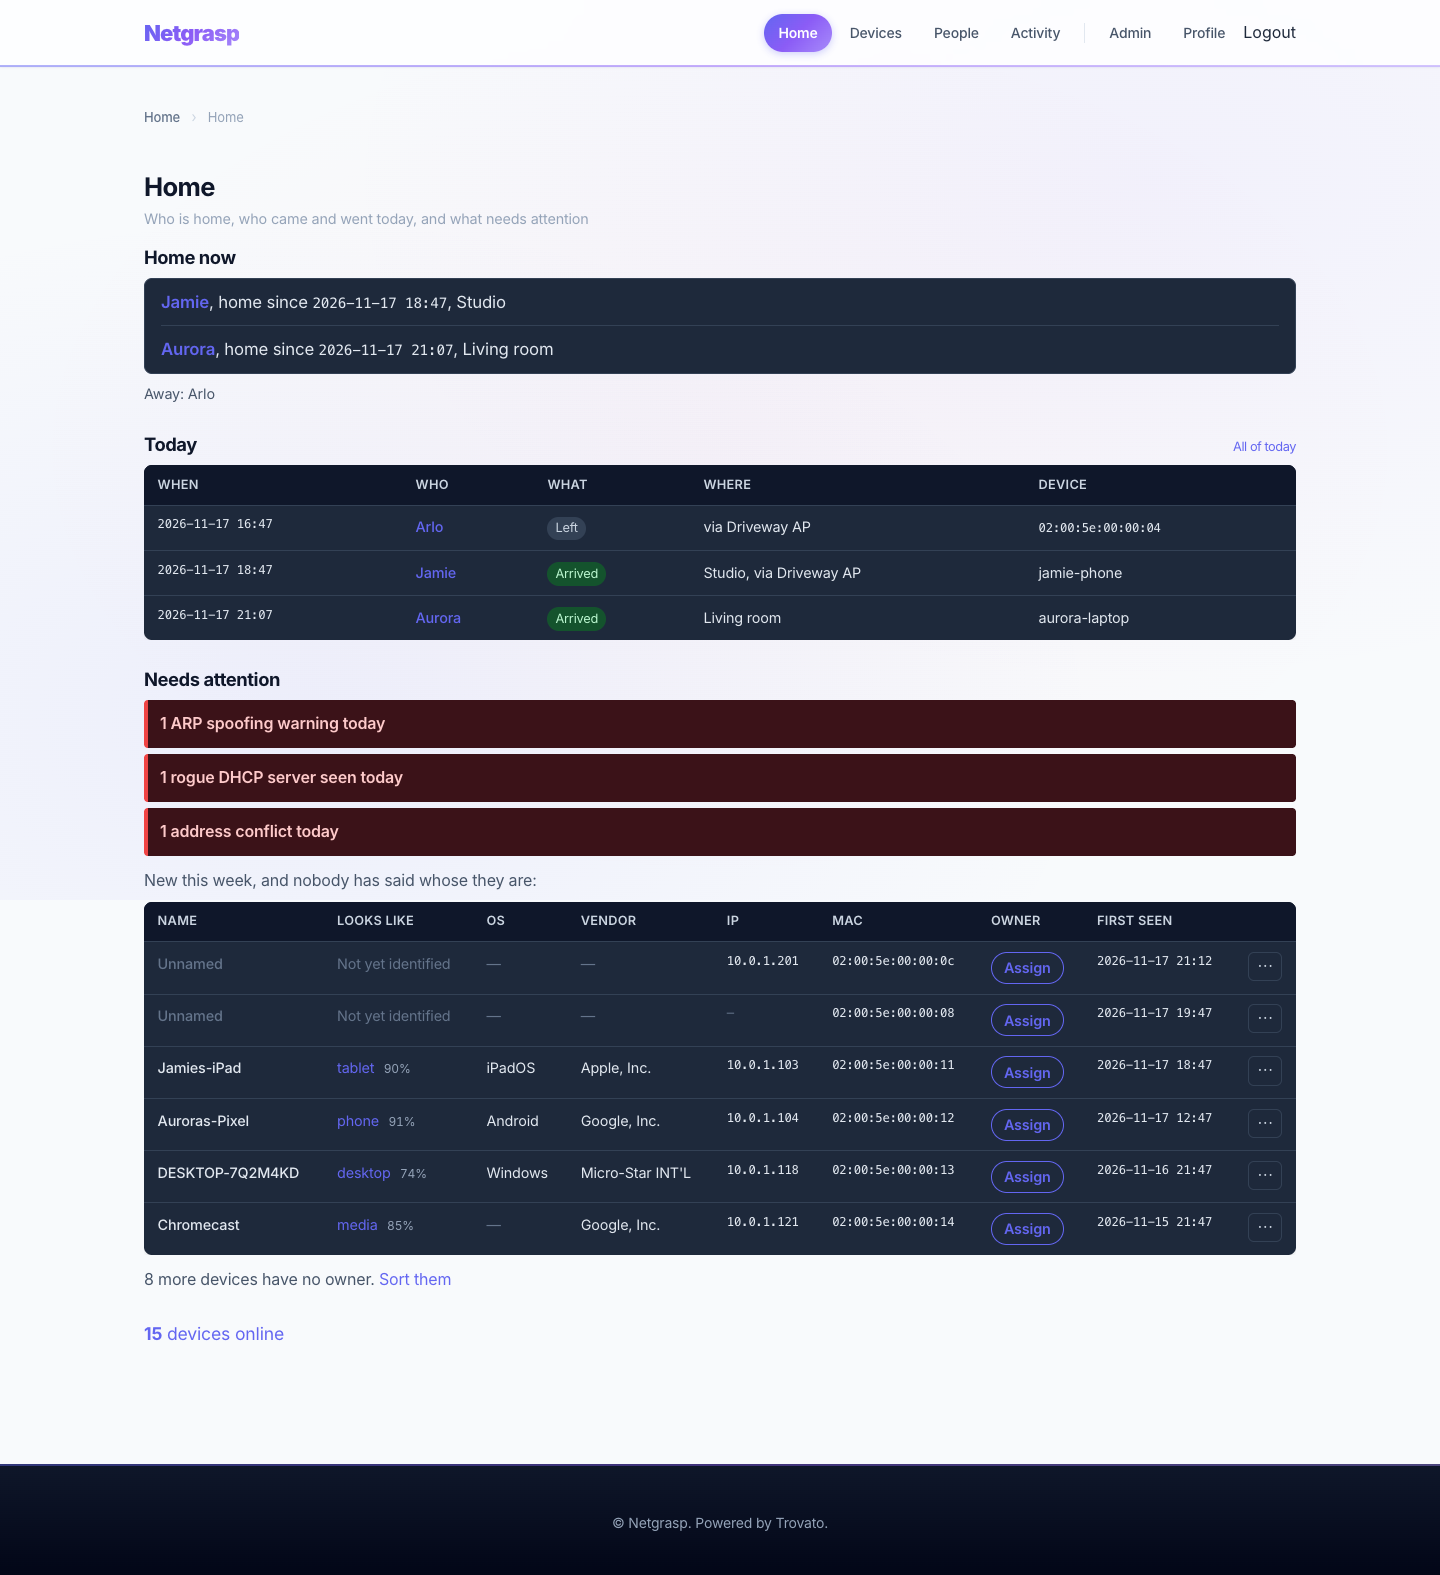 Netgrasp
Home Devices People Activity Admin Profile Logout
Home › Home
Home
Who is home, who came and went today, and what needs attention
Home now
Jamie, home since 2026-11-17 18:47, Studio
Aurora, home since 2026-11-17 21:07, Living room
Away: Arlo
Today All of today
WHEN WHO WHAT WHERE DEVICE
2026-11-17 16:47 Arlo Left via Driveway AP 02:00:5e:00:00:04
2026-11-17 18:47 Jamie Arrived Studio, via Driveway AP jamie-phone
2026-11-17 21:07 Aurora Arrived Living room aurora-laptop
Needs attention
1 ARP spoofing warning today
1 rogue DHCP server seen today
1 address conflict today
New this week, and nobody has said whose they are:
NAME LOOKS LIKE OS VENDOR IP MAC OWNER FIRST SEEN
Unnamed Not yet identified — — 10.0.1.201 02:00:5e:00:00:0c Assign 2026-11-17 21:12 ...
Unnamed Not yet identified — — — 02:00:5e:00:00:08 Assign 2026-11-17 19:47 ...
Jamies-iPad tablet 90% iPadOS Apple, Inc. 10.0.1.103 02:00:5e:00:00:11 Assign 2026-11-17 18:47 ...
Auroras-Pixel phone 91% Android Google, Inc. 10.0.1.104 02:00:5e:00:00:12 Assign 2026-11-17 12:47 ...
DESKTOP-7Q2M4KD desktop 74% Windows Micro-Star INT'L 10.0.1.118 02:00:5e:00:00:13 Assign 2026-11-16 21:47 ...
Chromecast media 85% — Google, Inc. 10.0.1.121 02:00:5e:00:00:14 Assign 2026-11-15 21:47 ...
8 more devices have no owner. Sort them
15 devices online
© Netgrasp. Powered by Trovato.